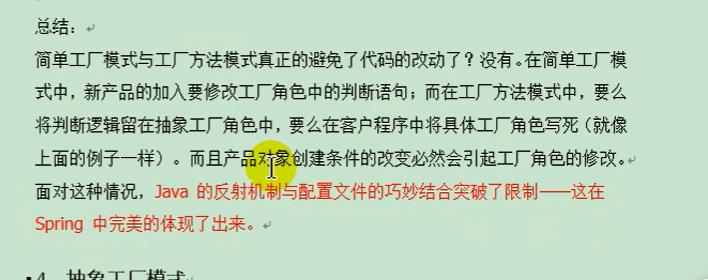 总结：
简单工厂模式与工厂方法模式真正的避免了代码的改动了？没有。在简单工厂模
式中，新产品的加入要修改工厂角色中的判断语句；而在工厂方法模式中，要么
将判断逻辑留在抽象工厂角色中，要么在客户程序中将具体工厂角色写死（就像
上面的例子一样）。而且产品对象创建条件的改变必然会引起工厂角色的修改。
面对这种情况，Java 的反射机制与配置文件的巧妙结合突破了限制——这在
Spring 中完美的体现了出来。
4、抽象工厂模式